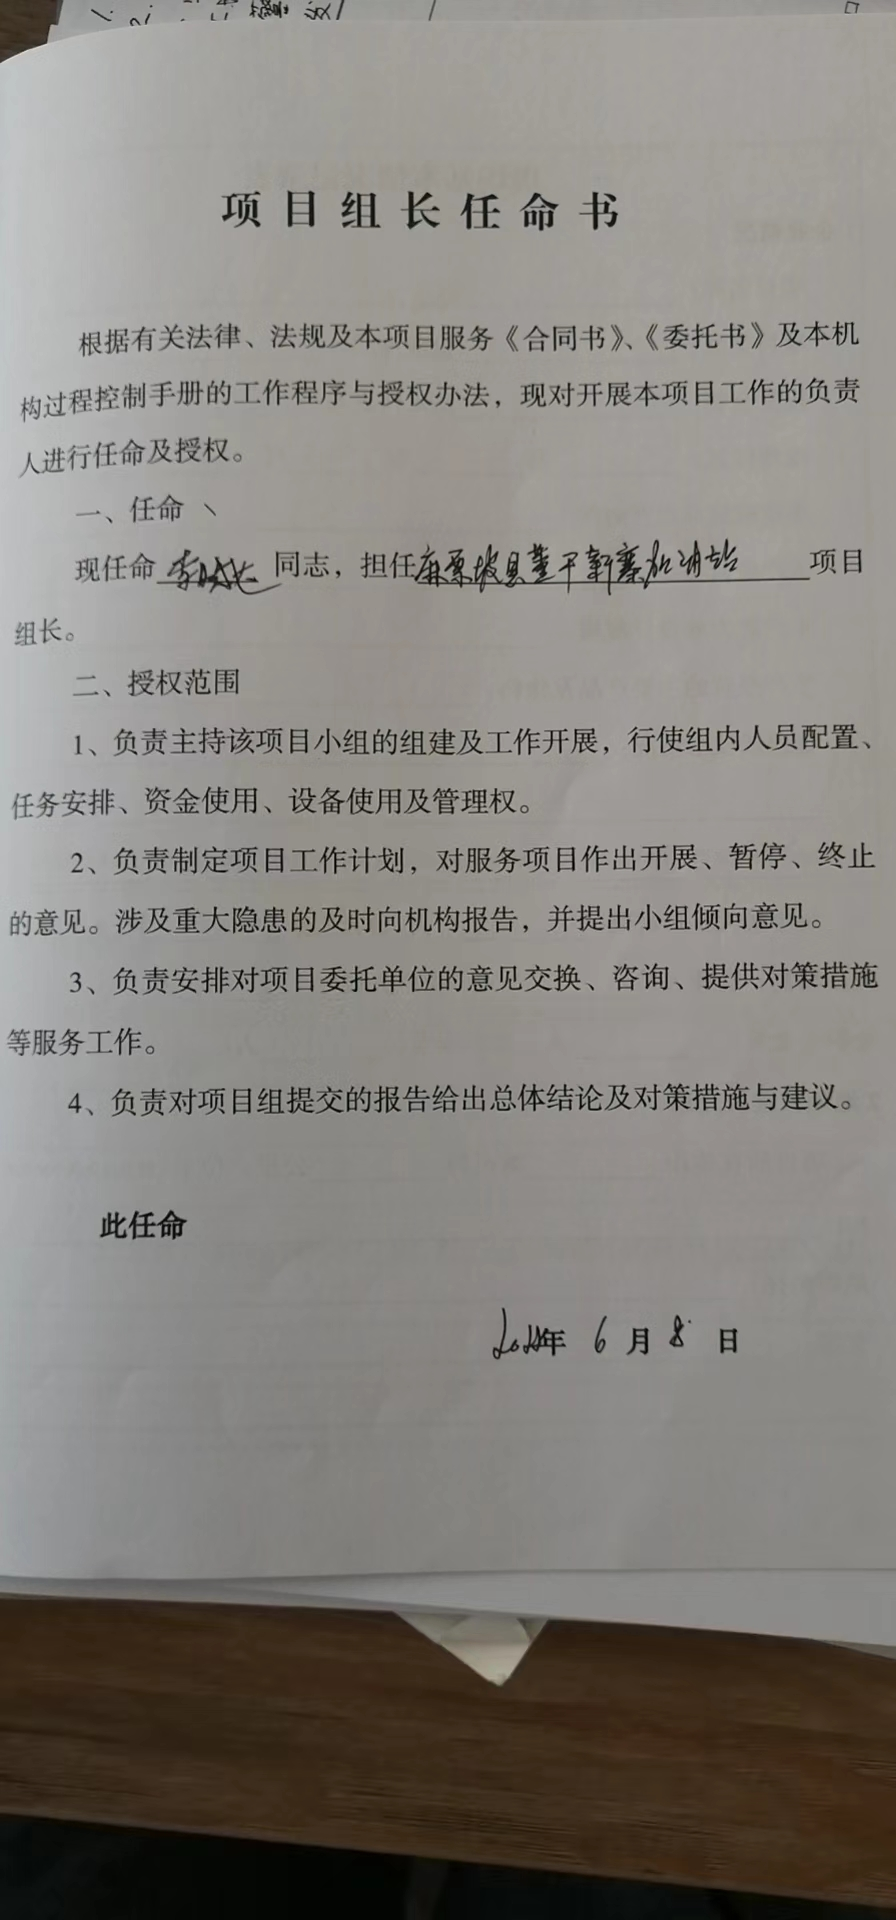 项目组长任命书
根据有关法律、法规及本项目服务《合同书》、《委托书》及本机
构过程控制手册的工作程序与授权办法，现对开展本项目工作的负责
人进行任命及授权。
一、任命
现任命 李 同志，担任麻栗坡县董干新寨加油站 项目
组长。
二、授权范围
1、负责主持该项目小组的组建及工作开展，行使组内人员配置、
任务安排、资金使用、设备使用及管理权。
2、负责制定项目工作计划，对服务项目作出开展、暂停、终止
的意见。涉及重大隐患的及时向机构报告，并提出小组倾向意见。
3、负责安排对项目委托单位的意见交换、咨询、提供对策措施
等服务工作。
4、负责对项目组提交的报告给出总体结论及对策措施与建议。
此任命
年 6 月 8 日